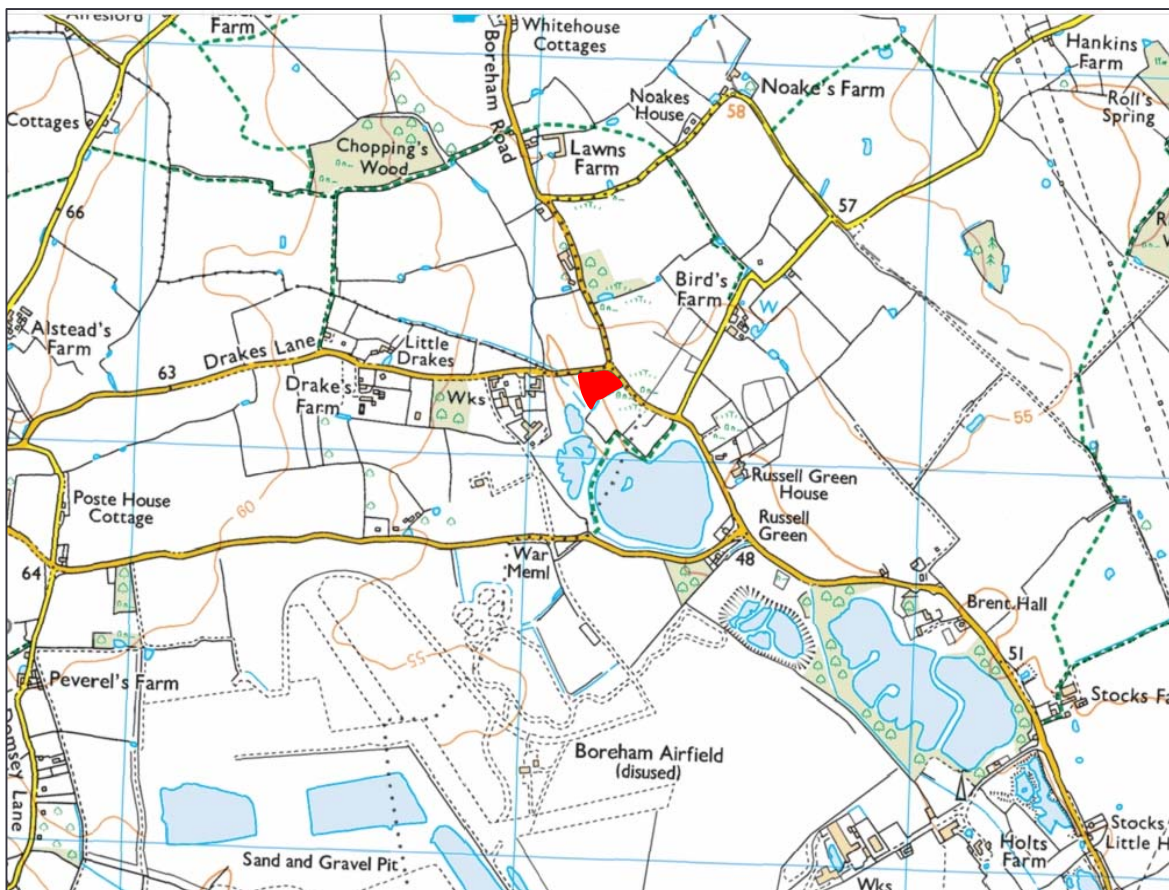 Whitehouse
Cottages
Farm
Hankins
Farm
Boreham Road
Noakes
House
Noake's Farm
58
Roll's
Spring
Cottages
Chopping's
Wood
Lawns
Farm
66
57
Bird's
Farm
W
Alstead's
Farm
Drakes Lane
Little
Drakes
63
Drake's
Farm
Wks
55
Russell Green
House
Poste House
Cottage
60
Russell
Green
War
Meml
48
64
Brent Hall
55
51
Peverel's Farm
Stocks
Boreham Airfield
(disused)
Lane
Sand and Gravel Pit
Holts
Farm
Stocks
Little
Wks